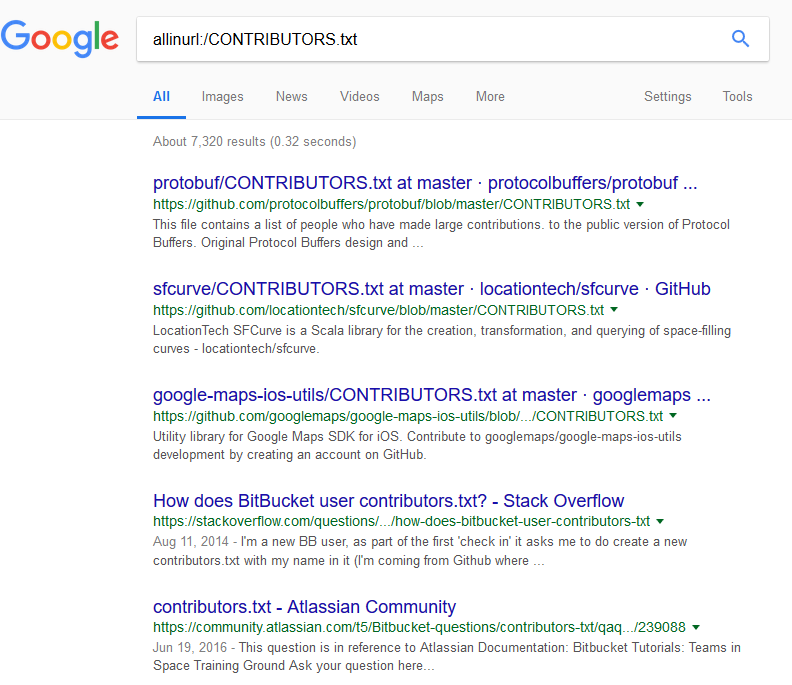 Google
allinurl:/CONTRIBUTORS.txt
All Images News Videos Maps More Settings Tools
About 7,320 results (0.32 seconds)
protobuf/CONTRIBUTORS.txt at master · protocolbuffers/protobuf ...
https://github.com/protocolbuffers/protobuf/blob/master/CONTRIBUTORS.txt
This file contains a list of people who have made large contributions. to the public version of Protocol
Buffers. Original Protocol Buffers design and ...
sfcurve/CONTRIBUTORS.txt at master · locationtech/sfcurve · GitHub
https://github.com/locationtech/sfcurve/blob/master/CONTRIBUTORS.txt
LocationTech SFCurve is a Scala library for the creation, transformation, and querying of space-filling
curves - locationtech/sfcurve.
google-maps-ios-utils/CONTRIBUTORS.txt at master · googlemaps ...
https://github.com/googlemaps/google-maps-ios-utils/blob/.../CONTRIBUTORS.txt
Utility library for Google Maps SDK for iOS. Contribute to googlemaps/google-maps-ios-utils
development by creating an account on GitHub.
How does BitBucket user contributors.txt? - Stack Overflow
https://stackoverflow.com/questions/.../how-does-bitbucket-user-contributors-txt
Aug 11, 2014 - I'm a new BB user, as part of the first 'check in' it asks me to do create a new
contributors.txt with my name in it (I'm coming from Github where ...
contributors.txt - Atlassian Community
https://community.atlassian.com/t5/Bitbucket-questions/contributors-txt/qaq.../239088
Jun 19, 2016 - This question is in reference to Atlassian Documentation: Bitbucket Tutorials: Teams in
Space Training Ground Ask your question here...